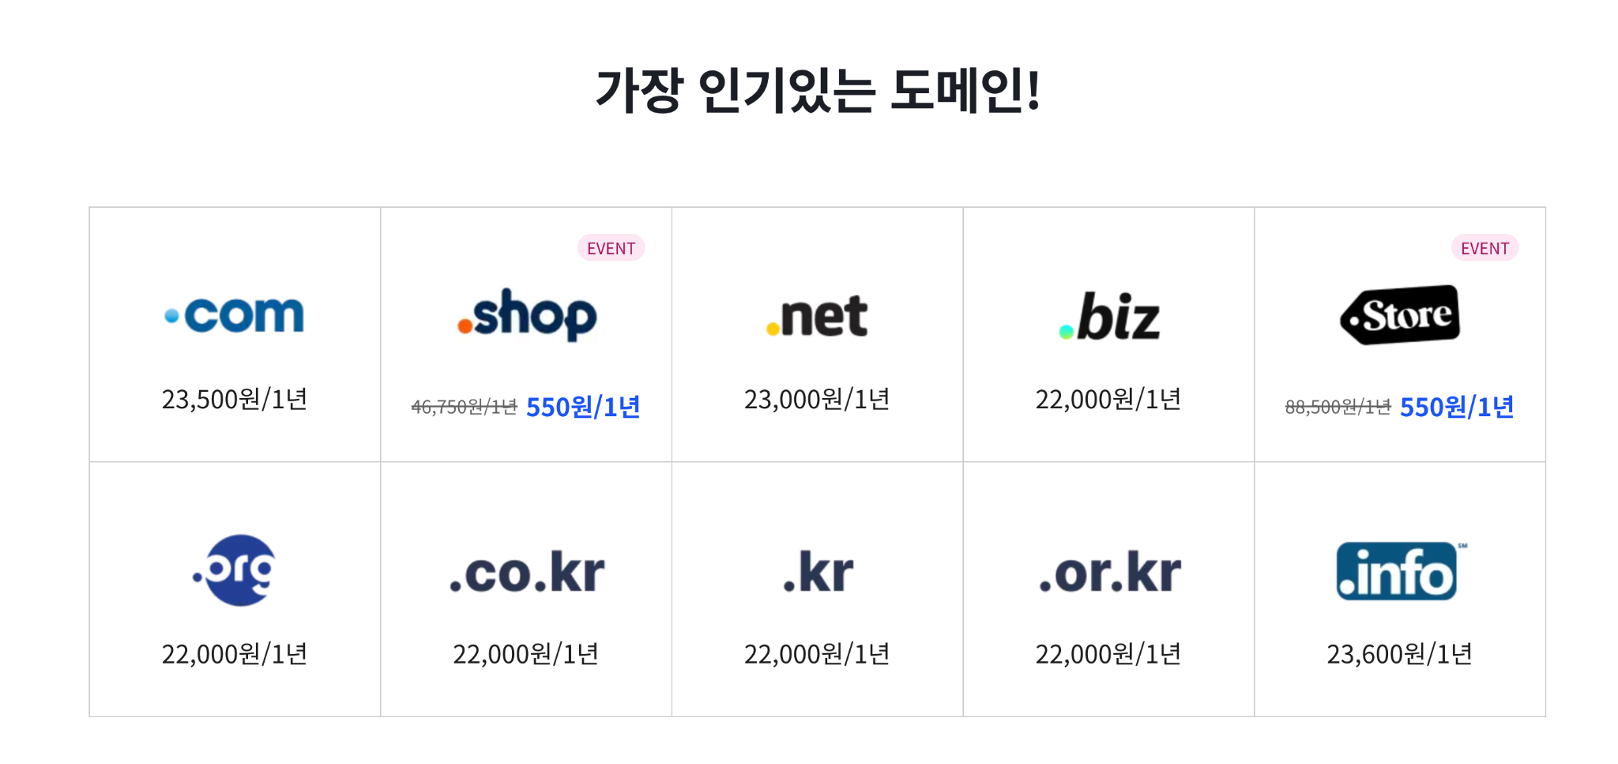 가장 인기있는 도메인!
EVENT EVENT
.com .shop .net .biz .Store
23,500원/1년 46,750원/1년 550원/1년 23,000원/1년 22,000원/1년 88,500원/1년 550원/1년
.org .co.kr .kr .or.kr .info SM
22,000원/1년 22,000원/1년 22,000원/1년 22,000원/1년 23,600원/1년